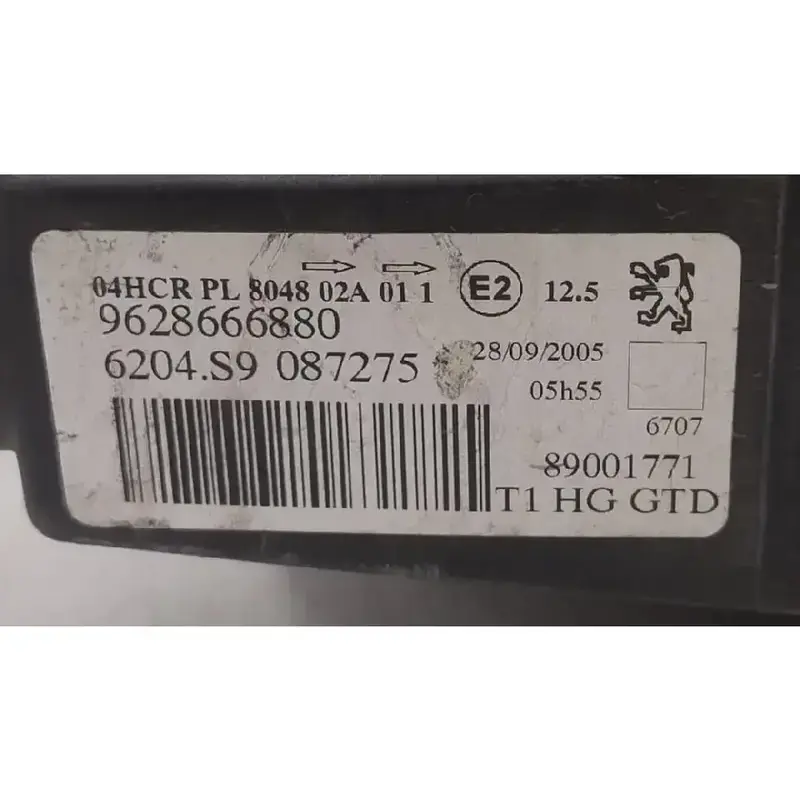 04HCR PL 8048 02A 01 1 E2 12.5
9628666880
6204.S9 087275 28/09/2005
05h55
6707
89001771
T1 HG GTD